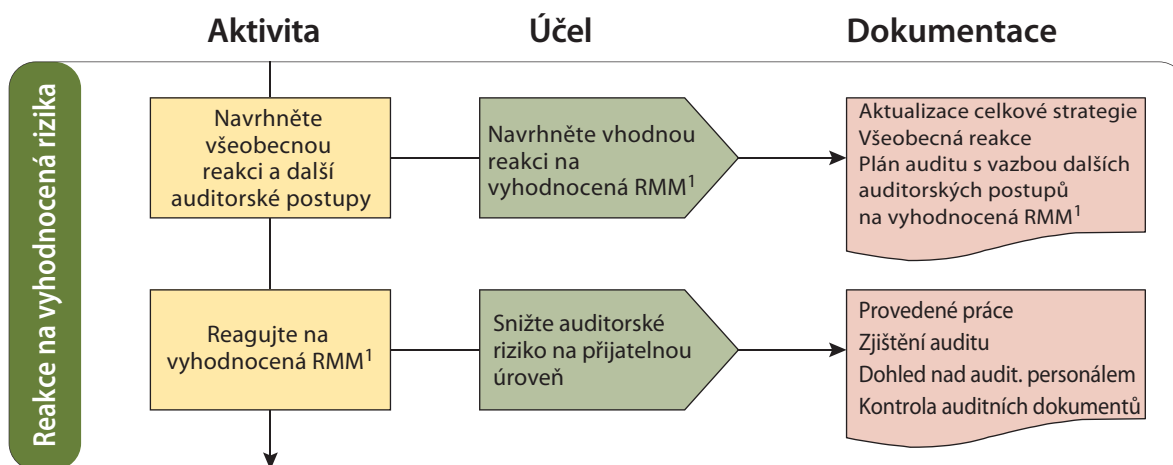 Aktivita
Účel
Dokumentace
Reakce na vyhodnocená rizika
Navrhněte
všeobecnou
reakci a další
auditorské postupy
Navrhněte vhodnou
reakci na
vyhodnocená RMM¹
Aktualizace celkové strategie
Všeobecná reakce
Plán auditu s vazbou dalších
auditorských postupů
na vyhodnocená RMM¹
Reagujte na
vyhodnocená RMM¹
Snižte auditorské
riziko na přijatelnou
úroveň
Provedené práce
Zjištění auditu
Dohled nad audit. personálem
Kontrola auditních dokumentů